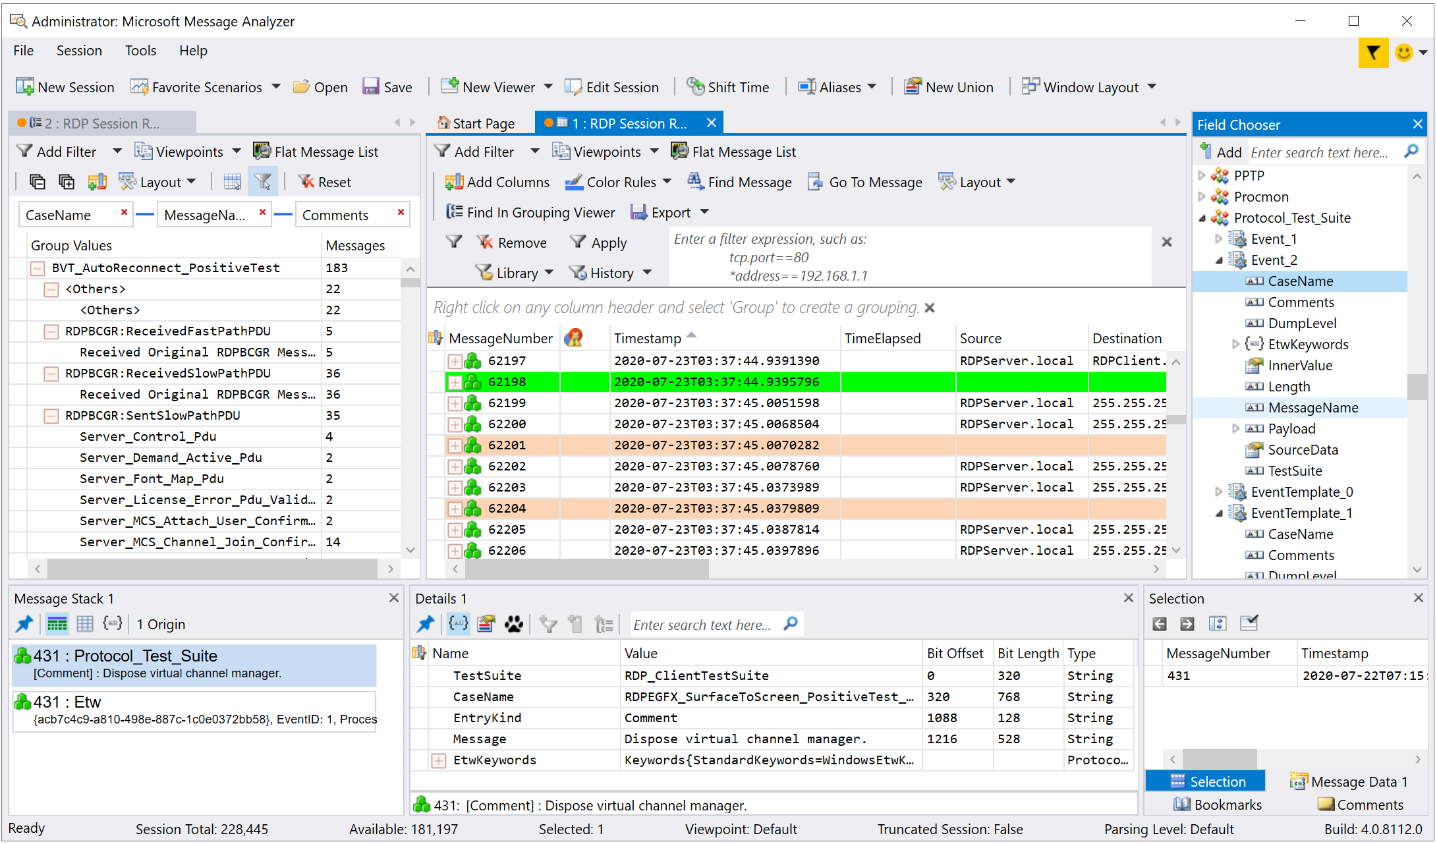 Administrator: Microsoft Message Analyzer
File Session Tools Help
New Session Favorite Scenarios Open Save New Viewer Edit Session Shift Time Aliases New Union Window Layout
2 : RDP Session R...
Add Filter Viewpoints Flat Message List
Layout Reset
CaseName MessageNa... Comments
Group Values Messages
BVT_AutoReconnect_PositiveTest 183
<Others> 22
<Others> 22
RDPBCGR:ReceivedFastPathPDU 5
Received Original RDPBCGR Mess... 5
RDPBCGR:ReceivedSlowPathPDU 36
Received Original RDPBCGR Mess... 36
RDPBCGR:SentSlowPathPDU 35
Server_Control_Pdu 4
Server_Demand_Active_Pdu 2
Server_Font_Map_Pdu 2
Server_License_Error_Pdu_Valid... 2
Server_MCS_Attach_User_Confirm... 2
Server_MCS_Channel_Join_Confir... 14
Start Page 1 : RDP Session R...
Add Filter Viewpoints Flat Message List
Add Columns Color Rules Find Message Go To Message Layout
Find In Grouping Viewer Export
Remove Apply
Library History
Enter a filter expression, such as:
tcp.port==80
*address==192.168.1.1
Right click on any column header and select 'Group' to create a grouping.
MessageNumber Timestamp TimeElapsed Source Destination
62197 2020-07-23T03:37:44.9391390 RDPServer.local RDPClient.
62198 2020-07-23T03:37:44.9395796
62199 2020-07-23T03:37:45.0051598 RDPServer.local 255.255.25
62200 2020-07-23T03:37:45.0068504 RDPServer.local 255.255.25
62201 2020-07-23T03:37:45.0070282
62202 2020-07-23T03:37:45.0078760 RDPServer.local 255.255.25
62203 2020-07-23T03:37:45.0373989 RDPServer.local 255.255.25
62204 2020-07-23T03:37:45.0379809
62205 2020-07-23T03:37:45.0387814 RDPServer.local 255.255.25
62206 2020-07-23T03:37:45.0397896 RDPServer.local 255.255.25
Field Chooser
Add Enter search text here...
PPTP
Procmon
Protocol_Test_Suite
Event_1
Event_2
CaseName
Comments
DumpLevel
EtwKeywords
InnerValue
Length
MessageName
Payload
SourceData
TestSuite
EventTemplate_0
EventTemplate_1
CaseName
Comments
DumpLevel
Message Stack 1
1 Origin
431 : Protocol_Test_Suite
[Comment] : Dispose virtual channel manager.
431 : Etw
{acb7c4c9-a810-498e-887c-1c0e0372bb58}, EventID: 1, Proces
Details 1
Enter search text here...
Name Value Bit Offset Bit Length Type
TestSuite RDP_ClientTestSuite 0 320 String
CaseName RDPEGFX_SurfaceToScreen_PositiveTest_... 320 768 String
EntryKind Comment 1088 128 String
Message Dispose virtual channel manager. 1216 528 String
EtwKeywords Keywords{StandardKeywords=WindowsEtwK... Protoco...
431: [Comment] : Dispose virtual channel manager.
Selection
MessageNumber Timestamp
431 2020-07-22T07:15:
Selection Message Data 1
Bookmarks Comments
Ready Session Total: 228,445 Available: 181,197 Selected: 1 Viewpoint: Default Truncated Session: False Parsing Level: Default Build: 4.0.8112.0